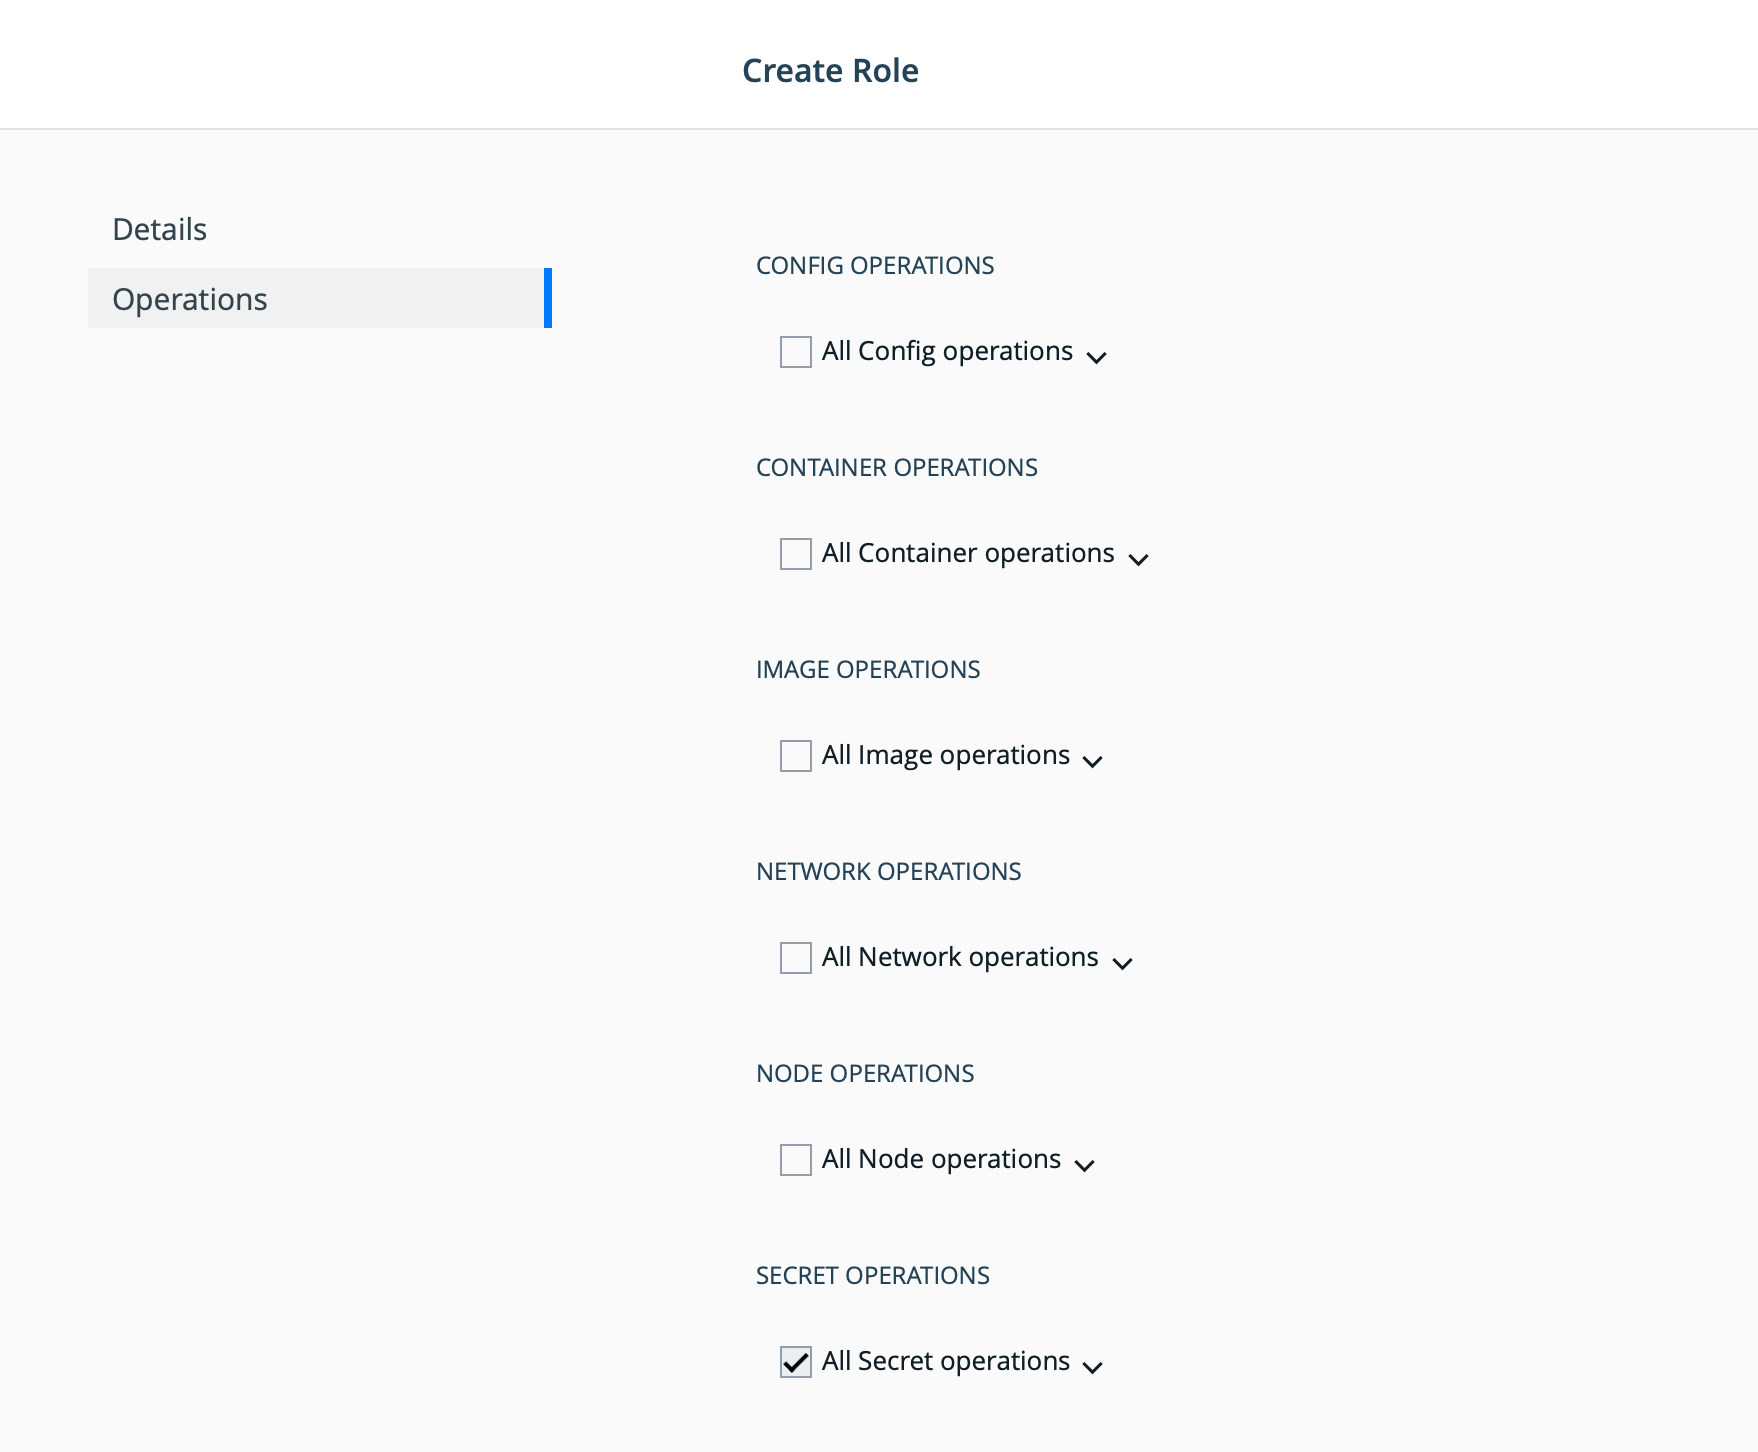 Create Role
Details
Operations
CONFIG OPERATIONS
All Config operations
CONTAINER OPERATIONS
All Container operations
IMAGE OPERATIONS
All Image operations
NETWORK OPERATIONS
All Network operations
NODE OPERATIONS
All Node operations
SECRET OPERATIONS
All Secret operations